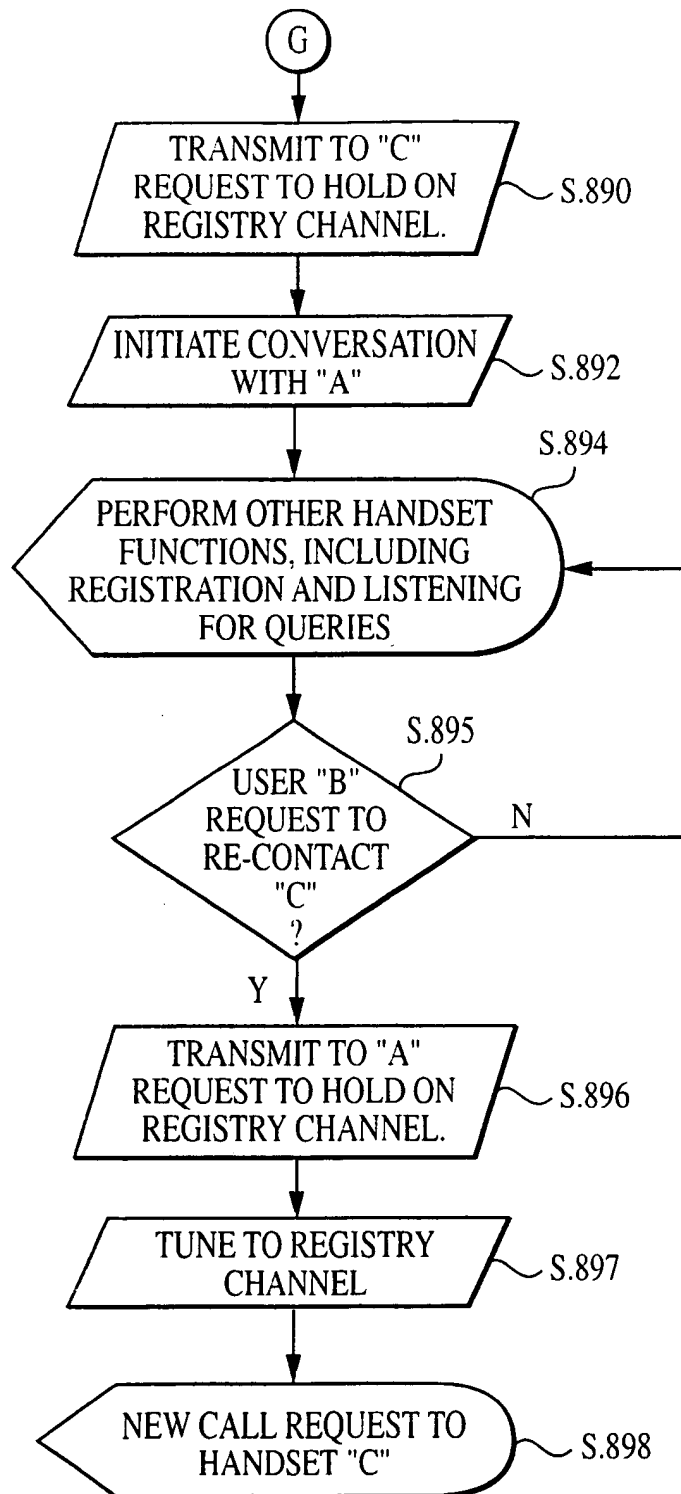 G
TRANSMIT TO "C"
REQUEST TO HOLD ON
REGISTRY CHANNEL.
S.890
INITIATE CONVERSATION
WITH "A"
S.892
S.894
PERFORM OTHER HANDSET
FUNCTIONS, INCLUDING
REGISTRATION AND LISTENING
FOR QUERIES
S.895
USER "B"
REQUEST TO
RE-CONTACT
"C"
?
N
Y
TRANSMIT TO "A"
REQUEST TO HOLD ON
REGISTRY CHANNEL.
S.896
TUNE TO REGISTRY
CHANNEL
S.897
NEW CALL REQUEST TO
HANDSET "C"
S.898